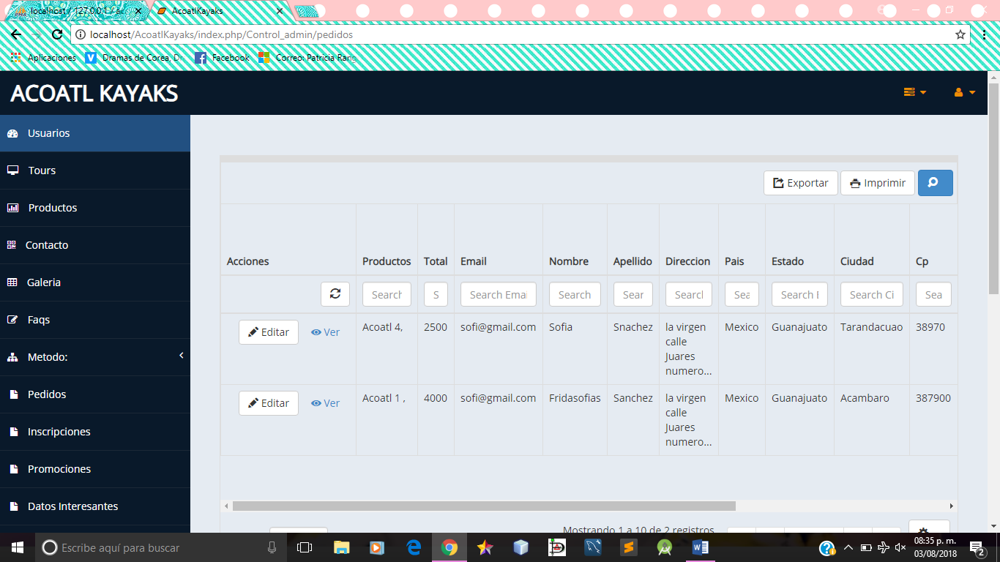 localhost / 127.0.0.1 / ac
AcoatlKayaks
localhost/AcoatlKayaks/index.php/Control_admin/pedidos
Aplicaciones
Dramas de Corea, Dr
Facebook
Correo: Patricia Rang
ACOATL KAYAKS
Usuarios
Tours
Productos
Contacto
Galeria
Faqs
Metodo:
Pedidos
Inscripciones
Promociones
Datos Interesantes
Exportar
Imprimir
Acciones Productos Total Email Nombre Apellido Direccion Pais Estado Ciudad Cp
Search S Search Emai Search Sear Search Sea Search Search Ci Sea
Editar Ver Acoatl 4, 2500 sofi@gmail.com Sofia Snachez la virgen Mexico Guanajuato Tarandacuao 38970
calle
Juares
numero...
Editar Ver Acoatl 1 , 4000 sofi@gmail.com Fridasofias Sanchez la virgen Mexico Guanajuato Acambaro 387900
calle
Juares
numero...
Mostrando 1 a 10 de 2 registros
Escribe aquí para buscar
08:35 p. m.
03/08/2018
2